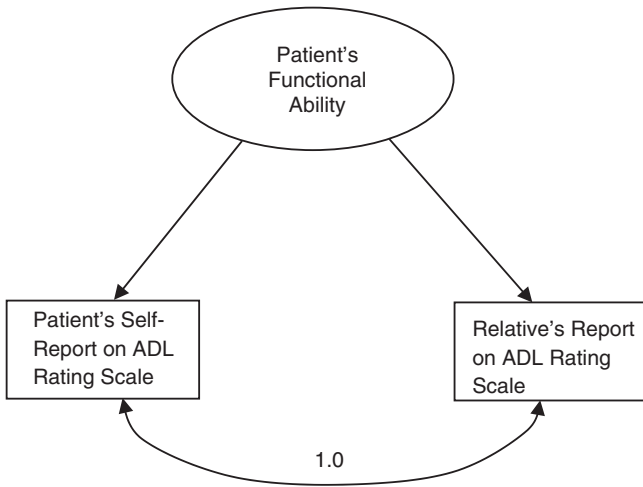 Patient's
Functional
Ability
Patient's Self-
Report on ADL
Rating Scale
Relative's Report
on ADL Rating
Scale
1.0